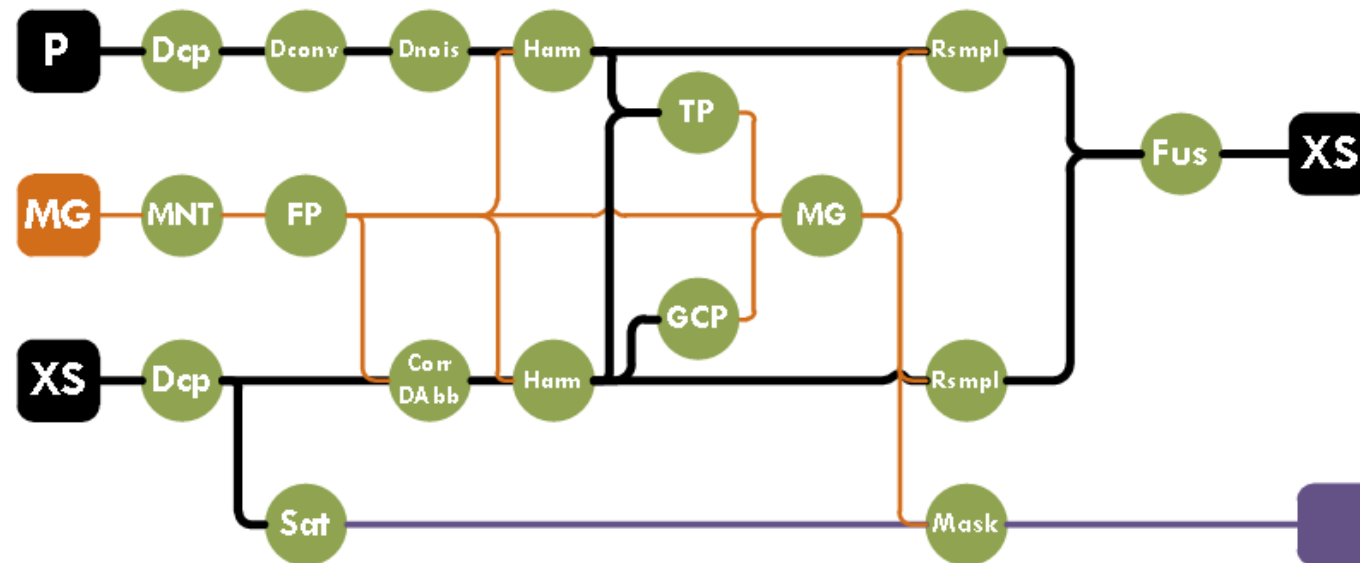 P
Dcp
Dconv
Dnois
Harm
Rsmpl
TP
Fus
XS
MG
MNT
FP
MG
GCP
XS
Dcp
Corr
DAbb
Harm
Rsmpl
Sat
Mask